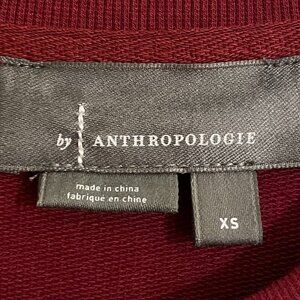 by ANTHROPOLOGIE
made in china
fabriqué en chine
XS